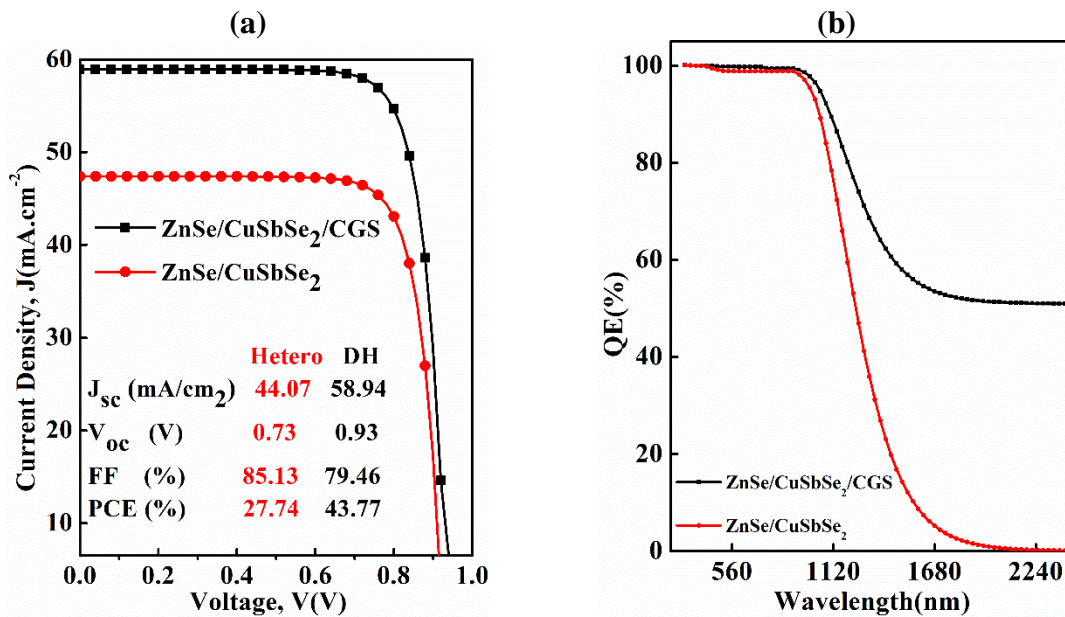 (a)
60
50
40
30
20
10
0.0 0.2 0.4 0.6 0.8 1.0
Current Density, J(mA.cm-2)
Voltage, V(V)
ZnSe/CuSbSe2/CGS
ZnSe/CuSbSe2
Hetero DH
Jsc (mA/cm2) 44.07 58.94
Voc (V) 0.73 0.93
FF (%) 85.13 79.46
PCE (%) 27.74 43.77
(b)
100
80
60
40
20
0
560 1120 1680 2240
QE(%)
Wavelength(nm)
ZnSe/CuSbSe2/CGS
ZnSe/CuSbSe2